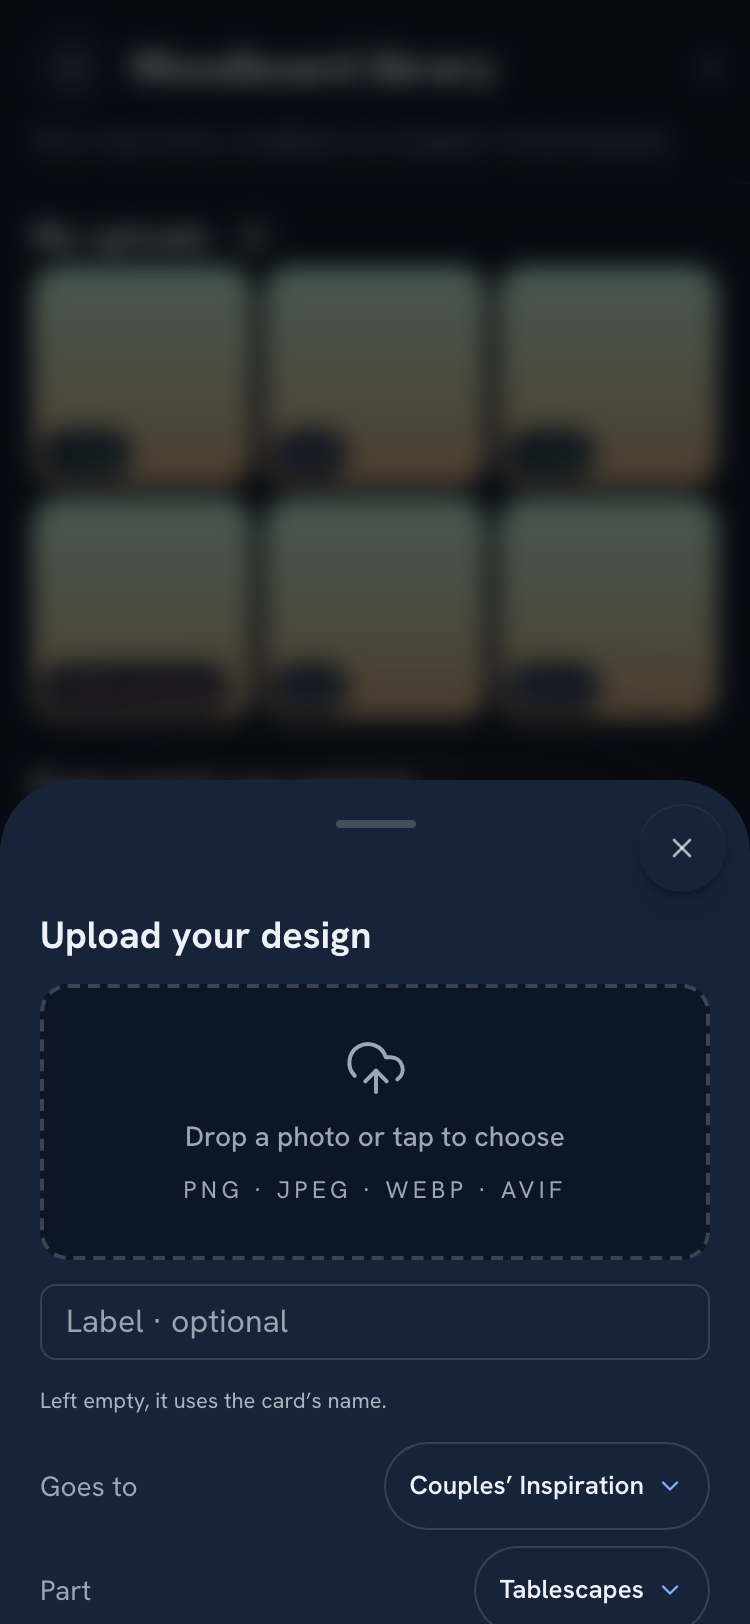 Upload your design
Drop a photo or tap to choose
PNG · JPEG · WEBP · AVIF
Label · optional
Left empty, it uses the card’s name.
Goes to
Couples’ Inspiration
Part
Tablescapes